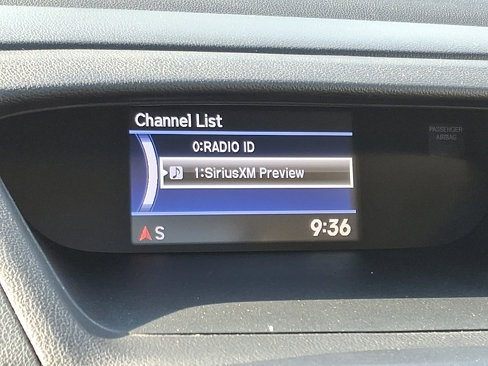 Channel List
0:RADIO ID
1:SiriusXM Preview
S
9:36
PASSENGER
AIRBAG